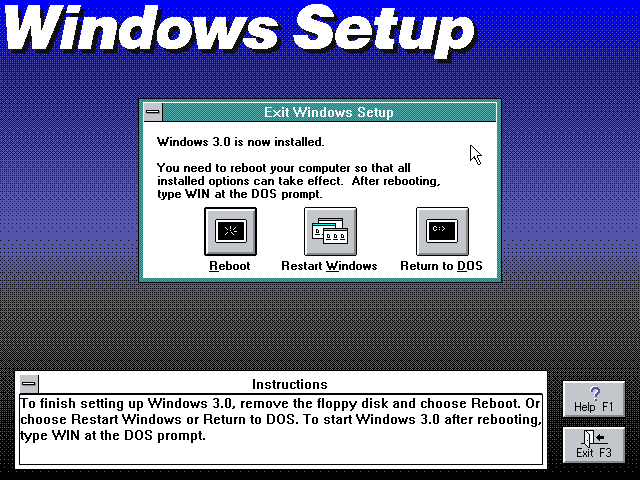 Windows Setup
Exit Windows Setup
Windows 3.0 is now installed.
You need to reboot your computer so that all
installed options can take effect.  After rebooting,
type WIN at the DOS prompt.
C:>
Reboot
Restart Windows
Return to DOS
Instructions
To finish setting up Windows 3.0, remove the floppy disk and choose Reboot. Or
choose Restart Windows or Return to DOS. To start Windows 3.0 after rebooting,
type WIN at the DOS prompt.
?
Help F1
Exit F3